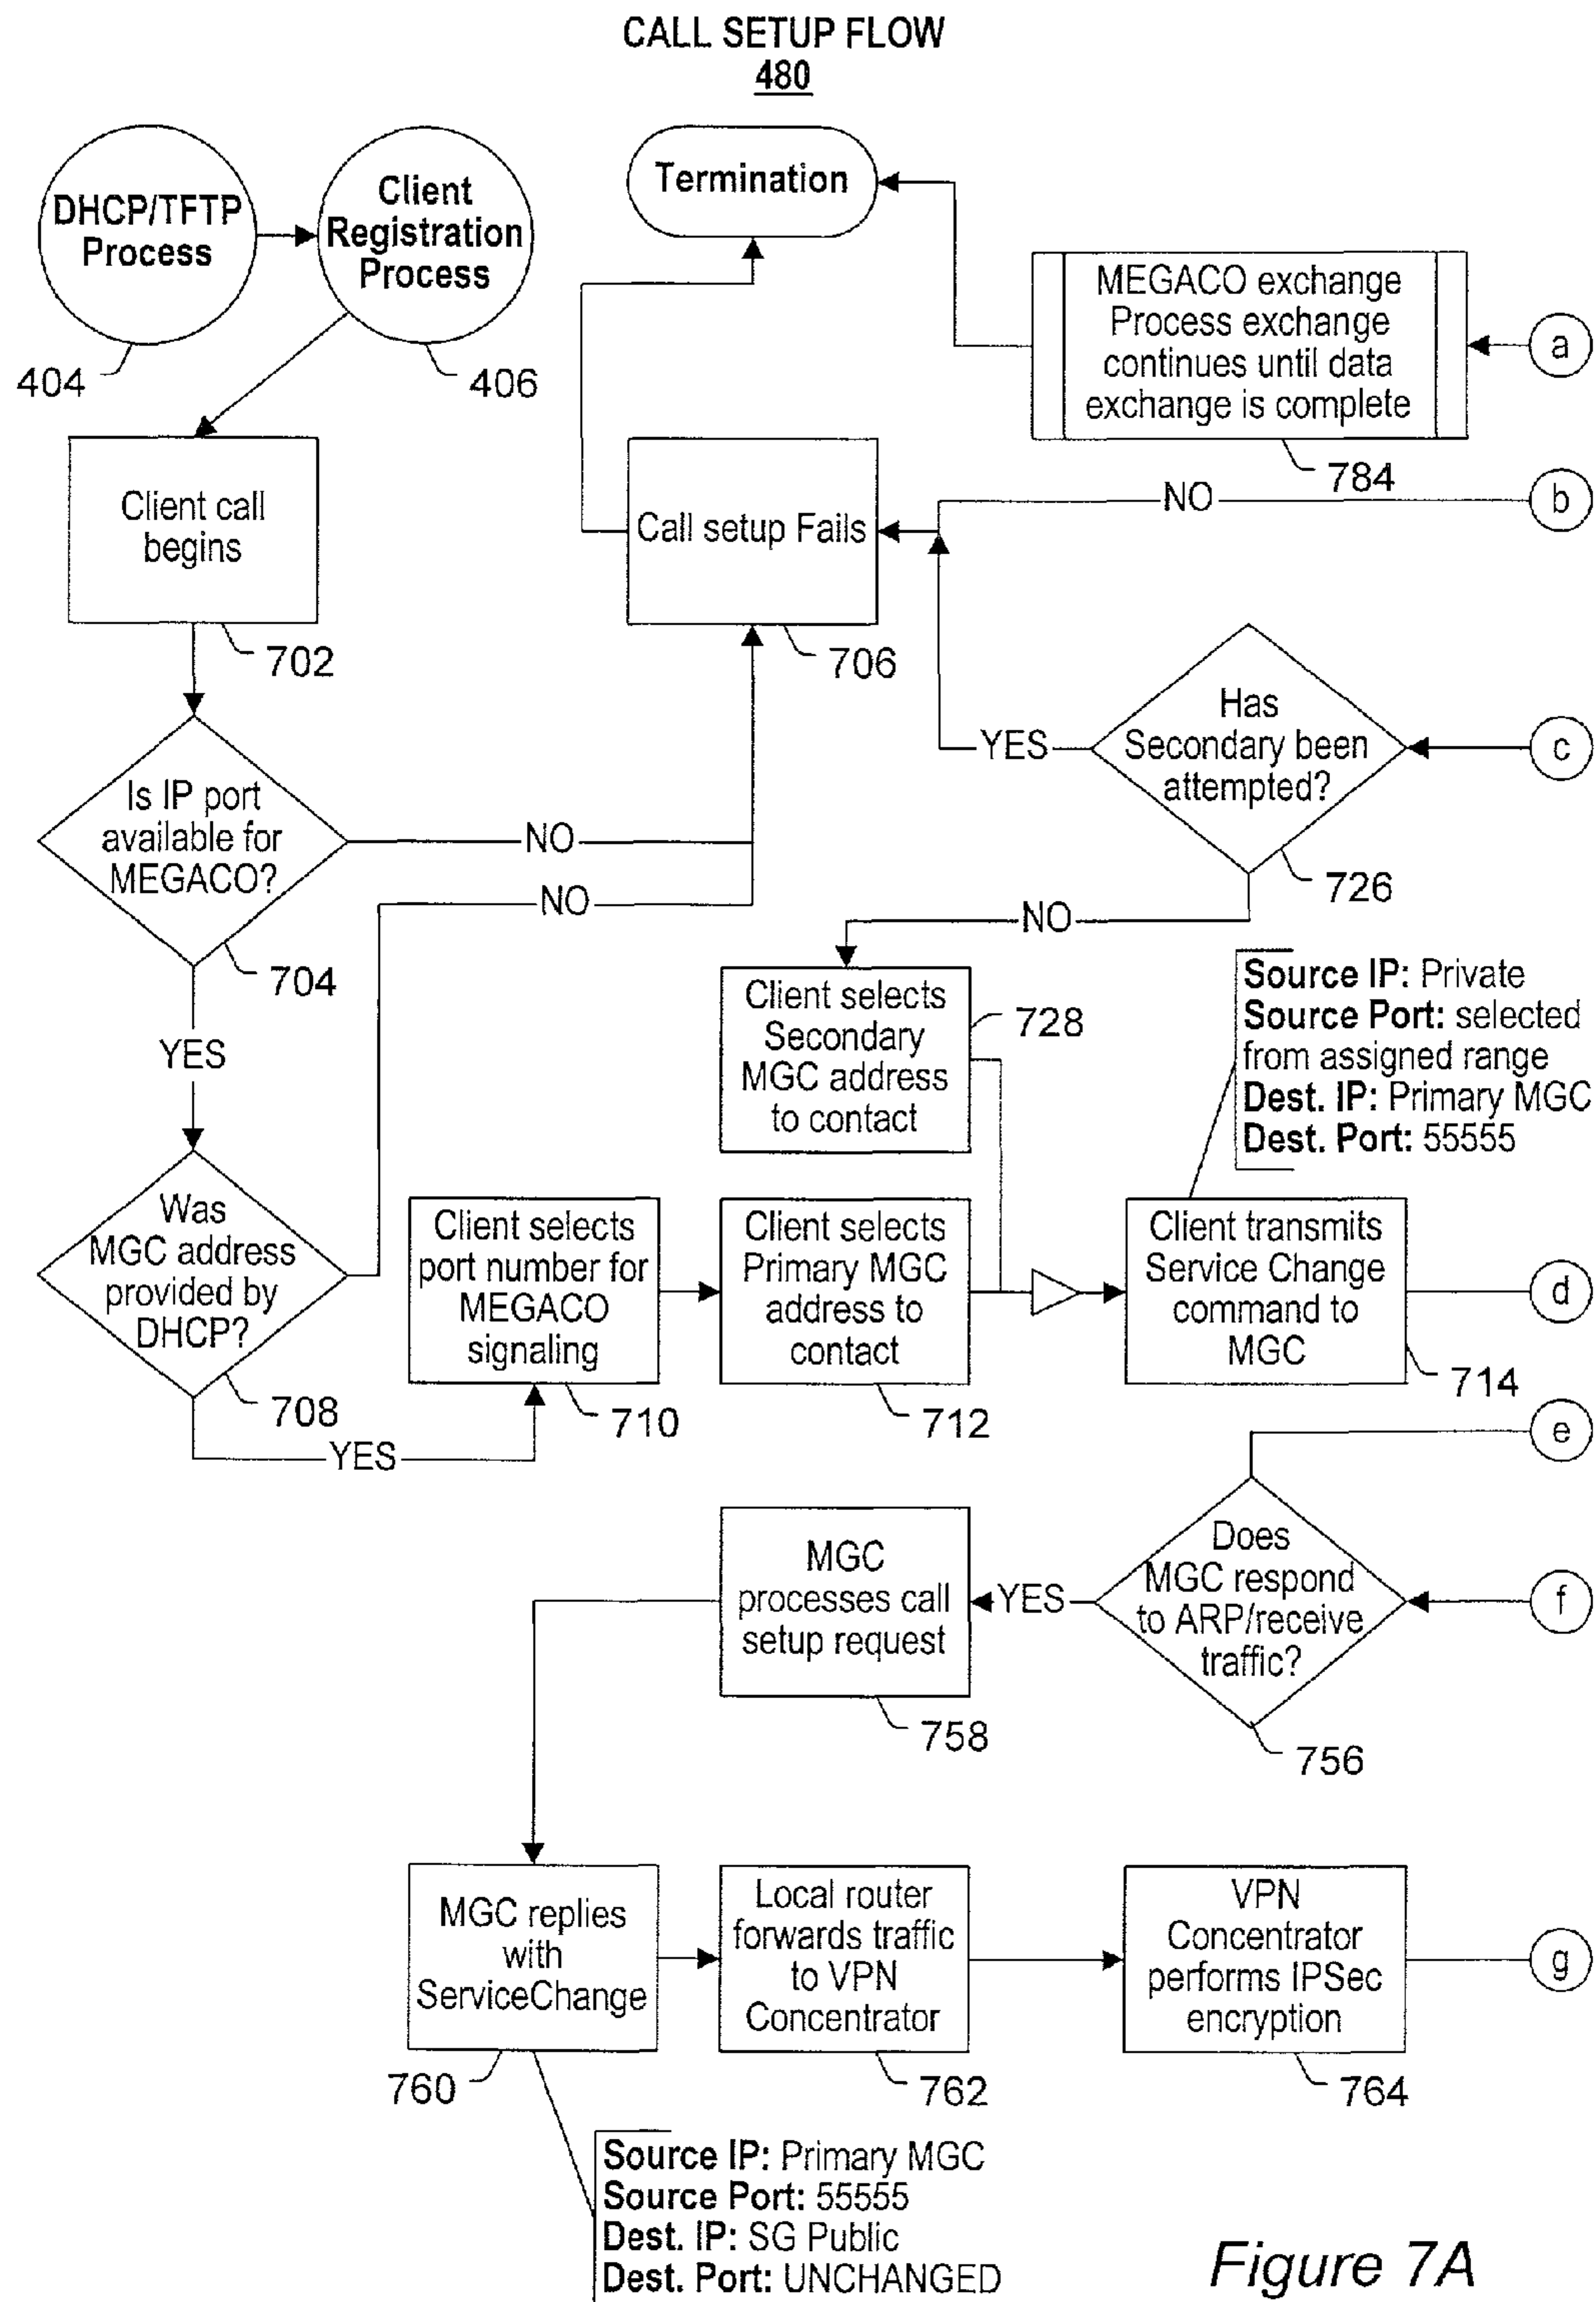 CALL SETUP FLOW
480
DHCP/TFTP
Process
404
Client
Registration
Process
406
Termination
MEGACO exchange
Process exchange
continues until data
exchange is complete
784
a
Client call
begins
702
Call setup Fails
706
NO
b
Has
Secondary been
attempted?
726
YES
c
NO
Is IP port
available for
MEGACO?
704
NO
NO
YES
Client selects
Secondary
MGC address
to contact
728
Source IP: Private
Source Port: selected
from assigned range
Dest. IP: Primary MGC
Dest. Port: 55555
Was
MGC address
provided by
DHCP?
708
YES
Client selects
port number for
MEGACO
signaling
710
Client selects
Primary MGC
address to
contact
712
Client transmits
Service Change
command to
MGC
714
d
e
MGC
processes call
setup request
758
YES
Does
MGC respond
to ARP/receive
traffic?
756
f
MGC replies
with
ServiceChange
760
Local router
forwards traffic
to VPN
Concentrator
762
VPN
Concentrator
performs IPSec
encryption
764
g
Source IP: Primary MGC
Source Port: 55555
Dest. IP: SG Public
Dest. Port: UNCHANGED
Figure 7A